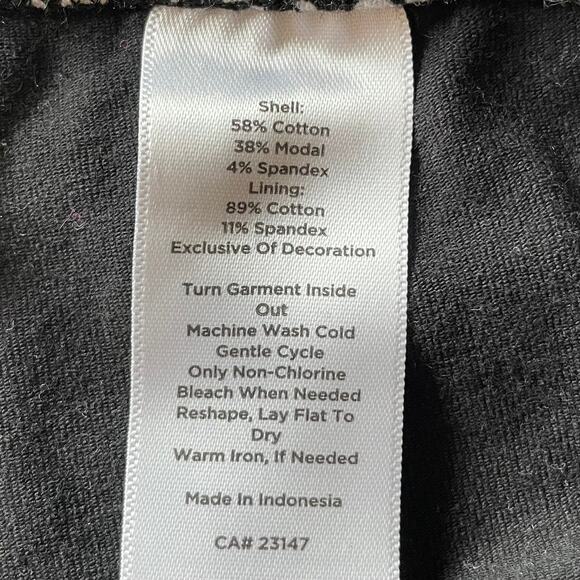 Shell:
58% Cotton
38% Modal
4% Spandex
Lining:
89% Cotton
11% Spandex
Exclusive Of Decoration
Turn Garment Inside
Out
Machine Wash Cold
Gentle Cycle
Only Non-Chlorine
Bleach When Needed
Reshape, Lay Flat To
Dry
Warm Iron, If Needed
Made In Indonesia
CA# 23147